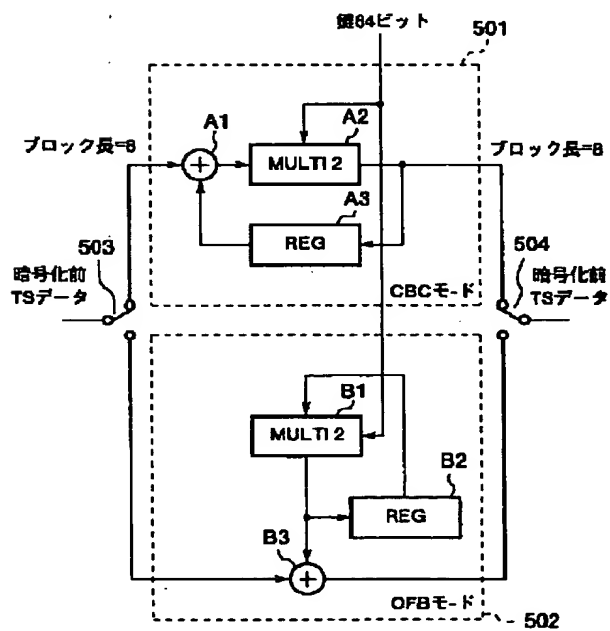 鍵64ビット
501
A1
A2
ブロック長=8
MULTI 2
ブロック長=8
A3
REG
503
504
暗号化前
TSデータ
暗号化前
TSデータ
CBCモード
B1
MULTI 2
B2
REG
B3
OFBモード
502